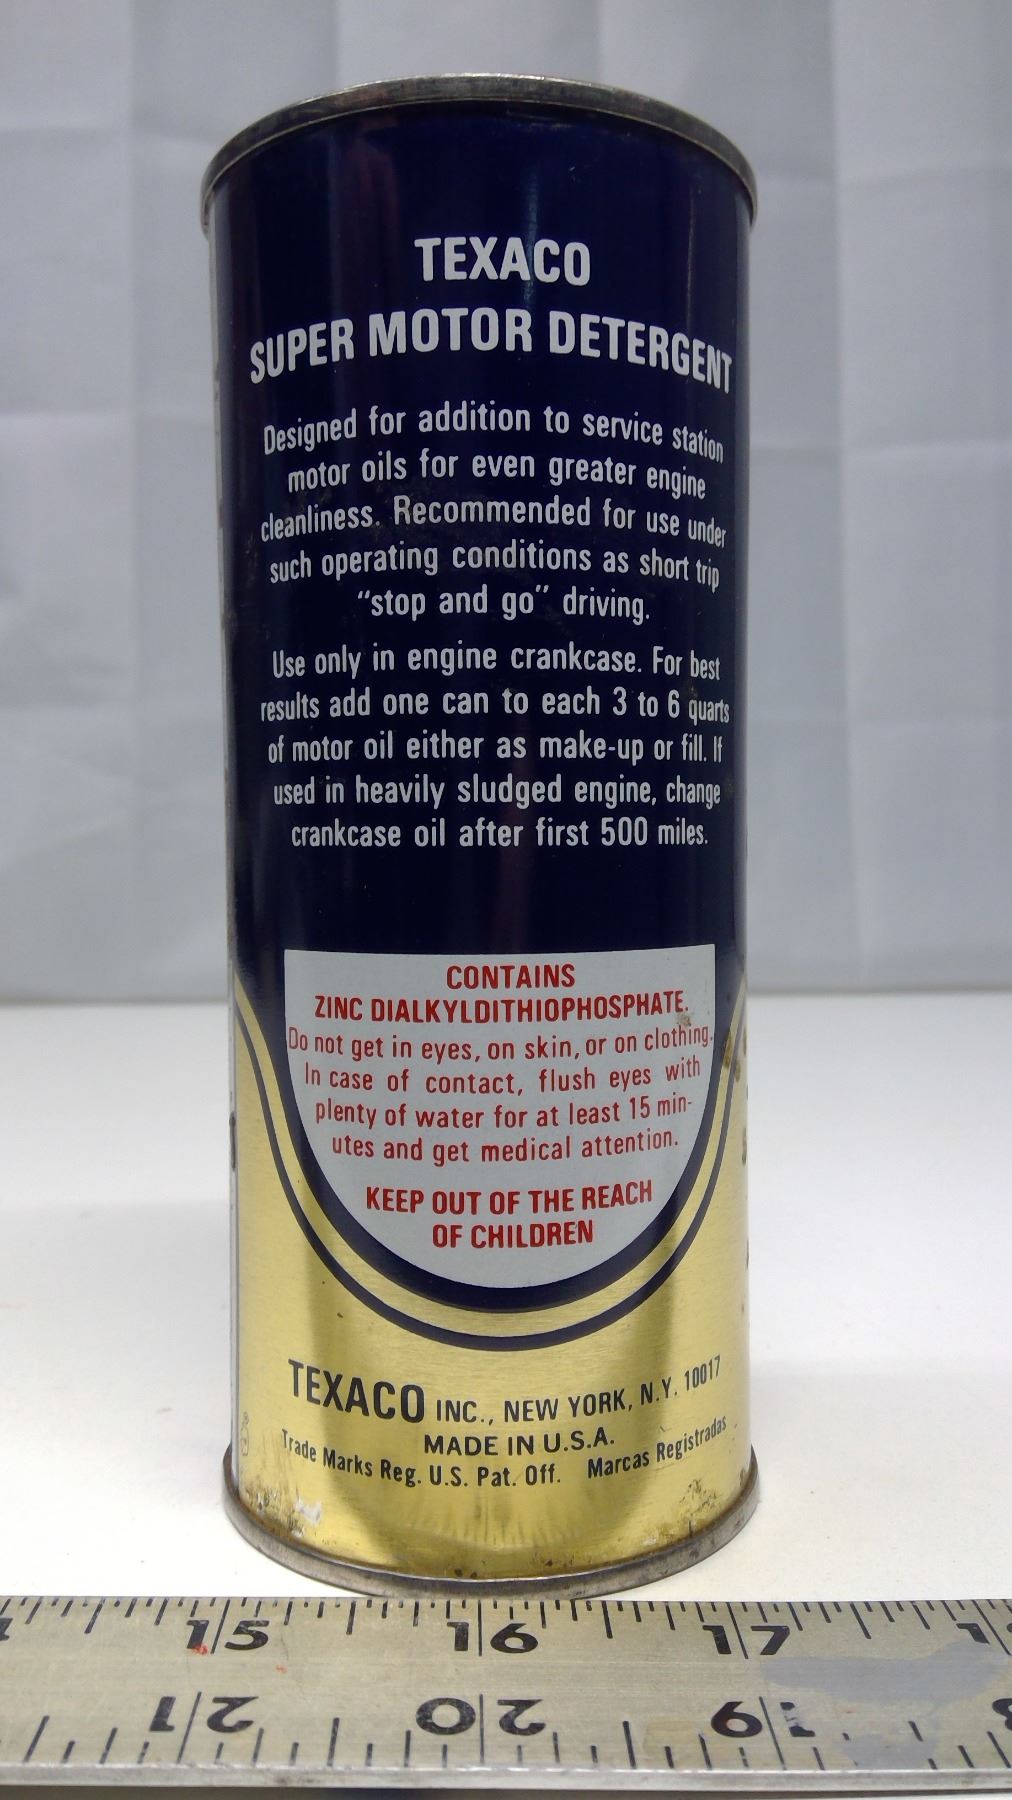 TEXACO
SUPER MOTOR DETERGENT
Designed for addition to service station
motor oils for even greater engine
cleanliness. Recommended for use under
such operating conditions as short trip
“stop and go” driving.
Use only in engine crankcase. For best
results add one can to each 3 to 6 quarts
of motor oil either as make-up or fill. If
used in heavily sludged engine, change
crankcase oil after first 500 miles.
CONTAINS
ZINC DIALKYLDITHIOPHOSPHATE.
Do not get in eyes, on skin, or on clothing.
In case of contact, flush eyes with
plenty of water for at least 15 min-
utes and get medical attention.
KEEP OUT OF THE REACH
OF CHILDREN
TEXACO INC., NEW YORK, N.Y. 10017
MADE IN U.S.A.
Trade Marks Reg. U.S. Pat. Off. Marcas Registradas
15 16 17
21 20 19